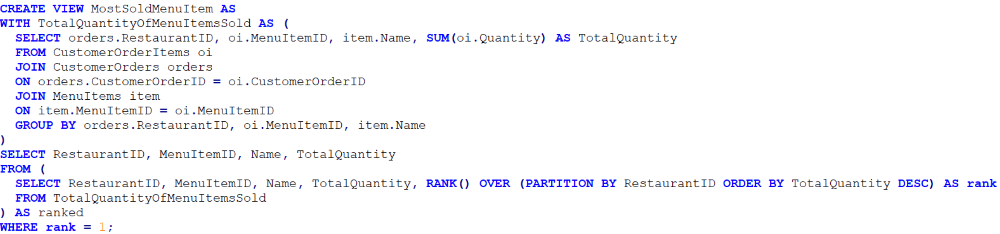 CREATE VIEW MostSoldMenuItem AS
WITH TotalQuantityOfMenuItemsSold AS (
  SELECT orders.RestaurantID, oi.MenuItemID, item.Name, SUM(oi.Quantity) AS TotalQuantity
  FROM CustomerOrderItems oi
  JOIN CustomerOrders orders
  ON orders.CustomerOrderID = oi.CustomerOrderID
  JOIN MenuItems item
  ON item.MenuItemID = oi.MenuItemID
  GROUP BY orders.RestaurantID, oi.MenuItemID, item.Name
)
SELECT RestaurantID, MenuItemID, Name, TotalQuantity
FROM (
  SELECT RestaurantID, MenuItemID, Name, TotalQuantity, RANK() OVER (PARTITION BY RestaurantID ORDER BY TotalQuantity DESC) AS rank
  FROM TotalQuantityOfMenuItemsSold
) AS ranked
WHERE rank = 1;